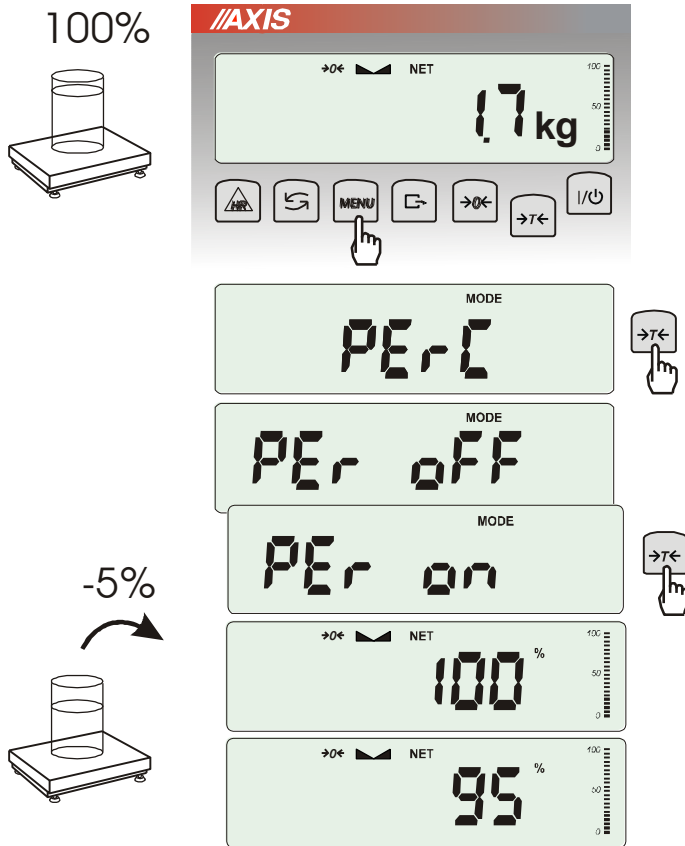 100%
//AXIS
→0← NET
100
50
0
1.7 kg
HR MENU →0← →T← I/⏻
MODE
PErC
→T←
MODE
PEr oFF
MODE
PEr on
→T←
-5%
→0← NET
100 %
100
50
0
→0← NET
95 %
100
50
0